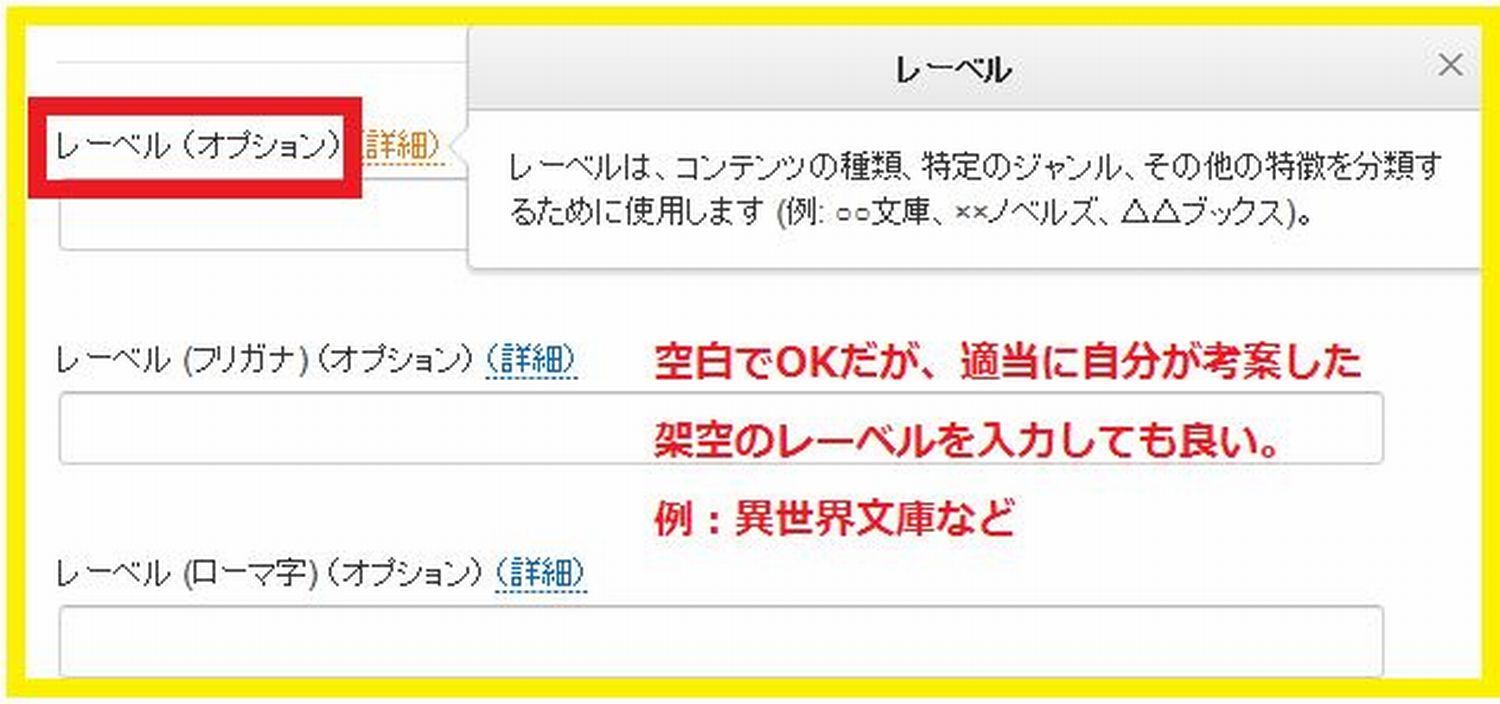 レーベル
×
レーベル（オプション）（詳細）
レーベルは、コンテンツの種類、特定のジャンル、その他の特徴を分類す
るために使用します (例: ○○文庫、××ノベルズ、△△ブックス)。
レーベル (フリガナ)（オプション）（詳細）
空白でOKだが、適当に自分が考案した
架空のレーベルを入力しても良い。
例：異世界文庫など
レーベル (ローマ字)（オプション）（詳細）